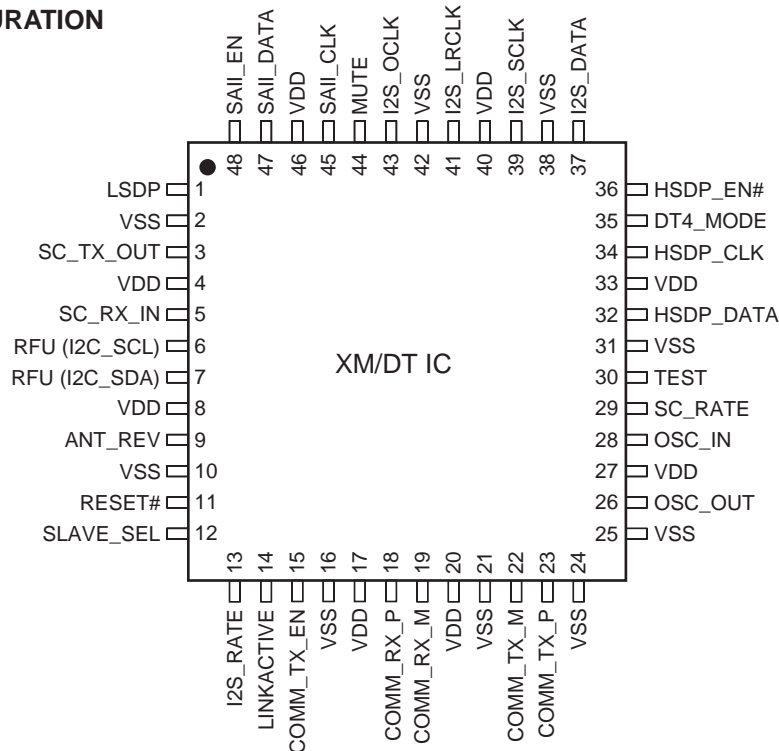 URATION
SAII_EN
SAII_DATA
VDD
SAII_CLK
MUTE
I2S_OCLK
VSS
I2S_LRCLK
VDD
I2S_SCLK
VSS
I2S_DATA
48
47
46
45
44
43
42
41
40
39
38
37
LSDP 1
VSS 2
SC_TX_OUT 3
VDD 4
SC_RX_IN 5
RFU (I2C_SCL) 6
RFU (I2C_SDA) 7
VDD 8
ANT_REV 9
VSS 10
RESET# 11
SLAVE_SEL 12
XM/DT IC
36 HSDP_EN#
35 DT4_MODE
34 HSDP_CLK
33 VDD
32 HSDP_DATA
31 VSS
30 TEST
29 SC_RATE
28 OSC_IN
27 VDD
26 OSC_OUT
25 VSS
13
14
15
16
17
18
19
20
21
22
23
24
I2S_RATE
LINKACTIVE
COMM_TX_EN
VSS
VDD
COMM_RX_P
COMM_RX_M
VDD
VSS
COMM_TX_M
COMM_TX_P
VSS